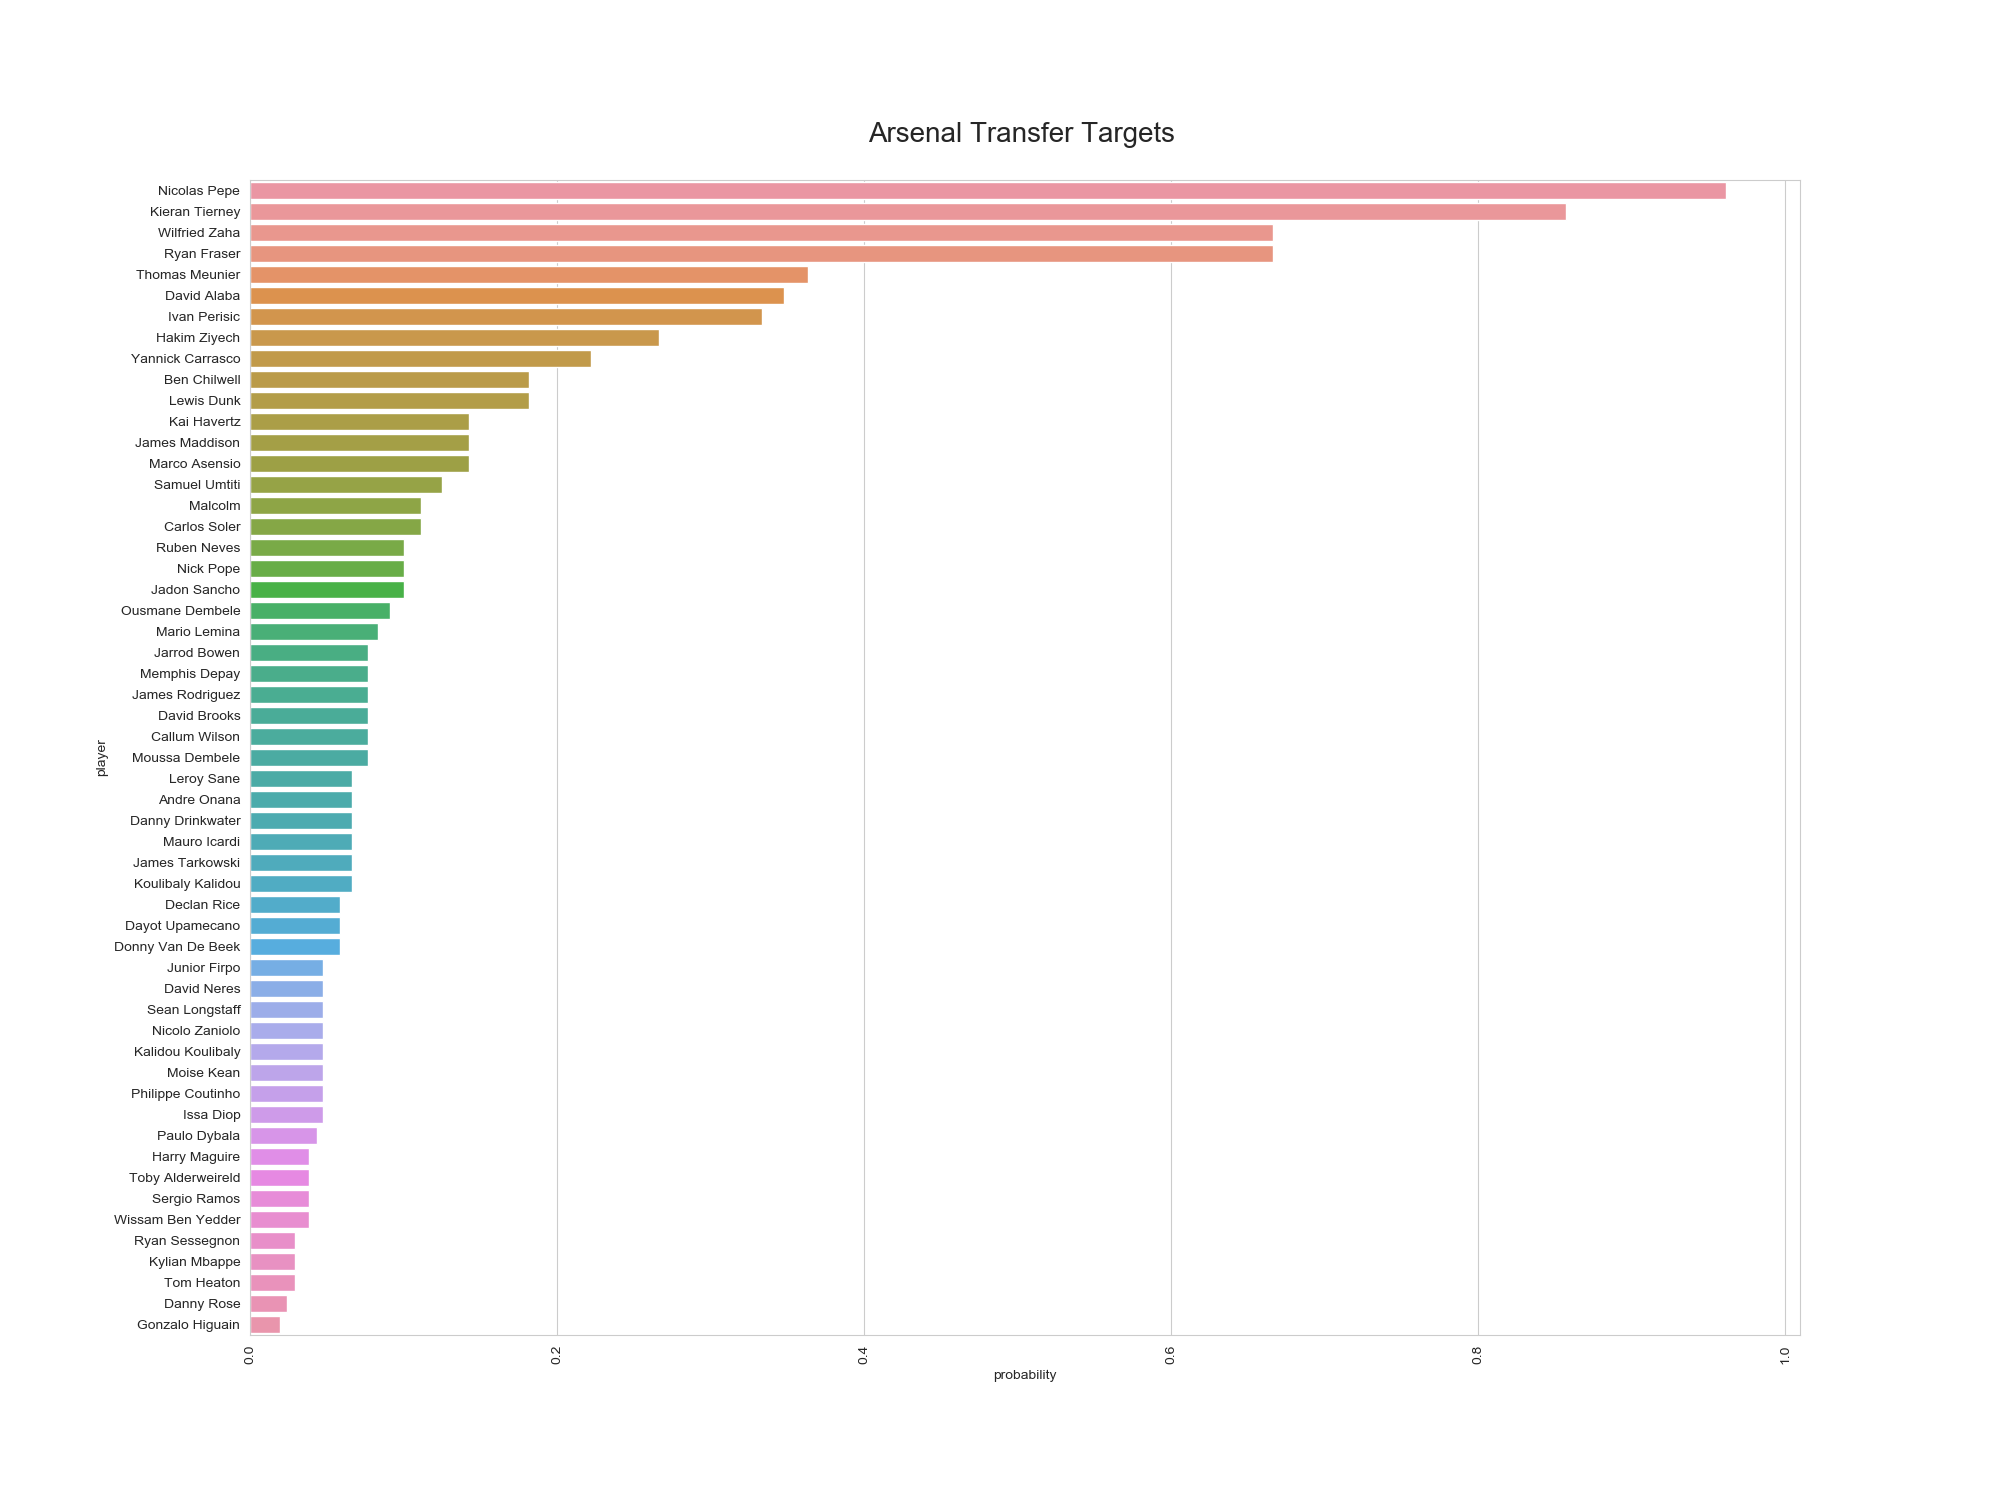 Arsenal Transfer Targets
Nicolas Pepe
Kieran Tierney
Wilfried Zaha
Ryan Fraser
Thomas Meunier
David Alaba
Ivan Perisic
Hakim Ziyech
Yannick Carrasco
Ben Chilwell
Lewis Dunk
Kai Havertz
James Maddison
Marco Asensio
Samuel Umtiti
Malcolm
Carlos Soler
Ruben Neves
Nick Pope
Jadon Sancho
Ousmane Dembele
Mario Lemina
Jarrod Bowen
Memphis Depay
James Rodriguez
David Brooks
Callum Wilson
Moussa Dembele
Leroy Sane
Andre Onana
Danny Drinkwater
Mauro Icardi
James Tarkowski
Koulibaly Kalidou
Declan Rice
Dayot Upamecano
Donny Van De Beek
Junior Firpo
David Neres
Sean Longstaff
Nicolo Zaniolo
Kalidou Koulibaly
Moise Kean
Philippe Coutinho
Issa Diop
Paulo Dybala
Harry Maguire
Toby Alderweireld
Sergio Ramos
Wissam Ben Yedder
Ryan Sessegnon
Kylian Mbappe
Tom Heaton
Danny Rose
Gonzalo Higuain
player
0.0 0.2 0.4 0.6 0.8 1.0
probability